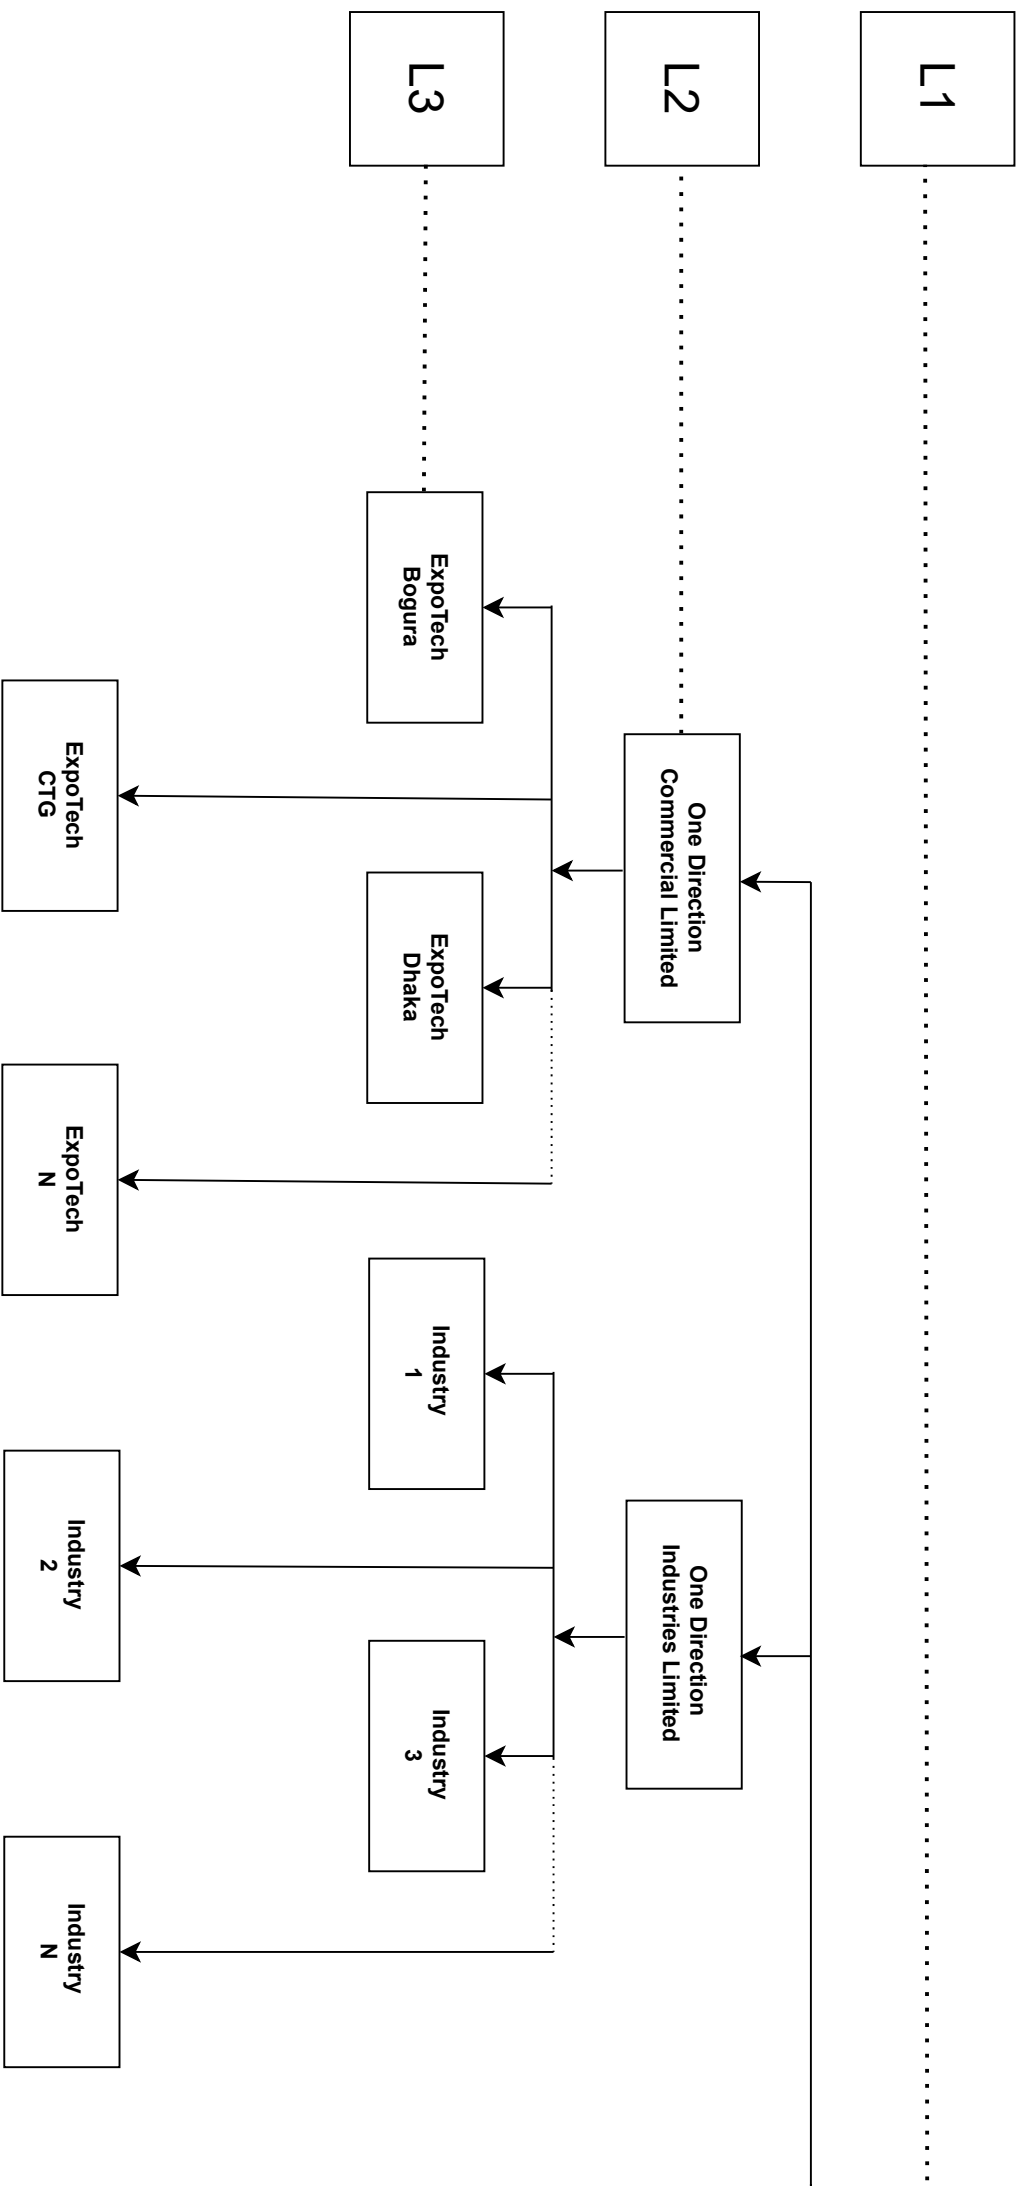 L1
L2
One Direction
Commercial Limited
One Direction
Industries Limited
L3
ExpoTech
Bogura
ExpoTech
Dhaka
Industry
1
Industry
3
ExpoTech
CTG
ExpoTech
N
Industry
2
Industry
N